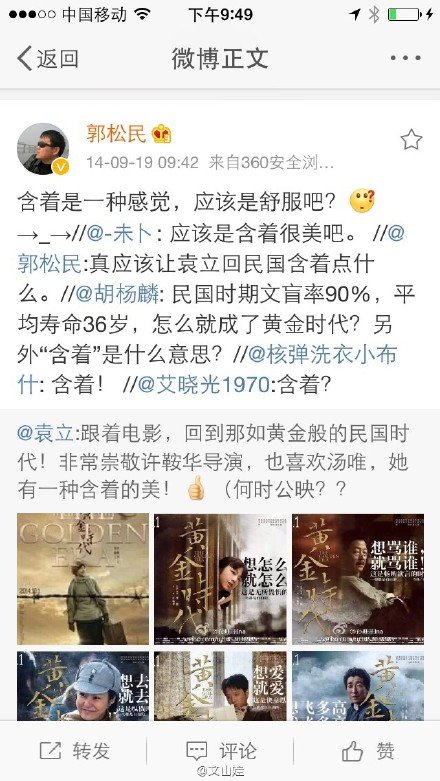 中国移动 下午9:49
返回 微博正文
郭松民
14-09-19 09:42 来自360安全浏…
含着是一种感觉，应该是舒服吧？
→_→//@-未卜: 应该是含着很美吧。 //@
郭松民:真应该让袁立回民国含着点什
么。//@胡杨麟: 民国时期文盲率90%，平
均寿命36岁，怎么就成了黄金时代？另
外“含着”是什么意思？//@核弹洗衣小布
什: 含着！ //@艾晓光1970:含着？
@袁立:跟着电影，回到那如黄金般的民国时
代！非常崇敬许鞍华导演，也喜欢汤唯，她
有一种含着的美！ （何时公映？？
THE
GOLDEN
ERA
黄金时代
2014.10.1
黄金时代
想怎么
就怎么
黄金时代
想骂谁！
就骂谁！
黄金
黄金
想爱
就
黄金
想飞多高
转发 评论 赞
@文山娃